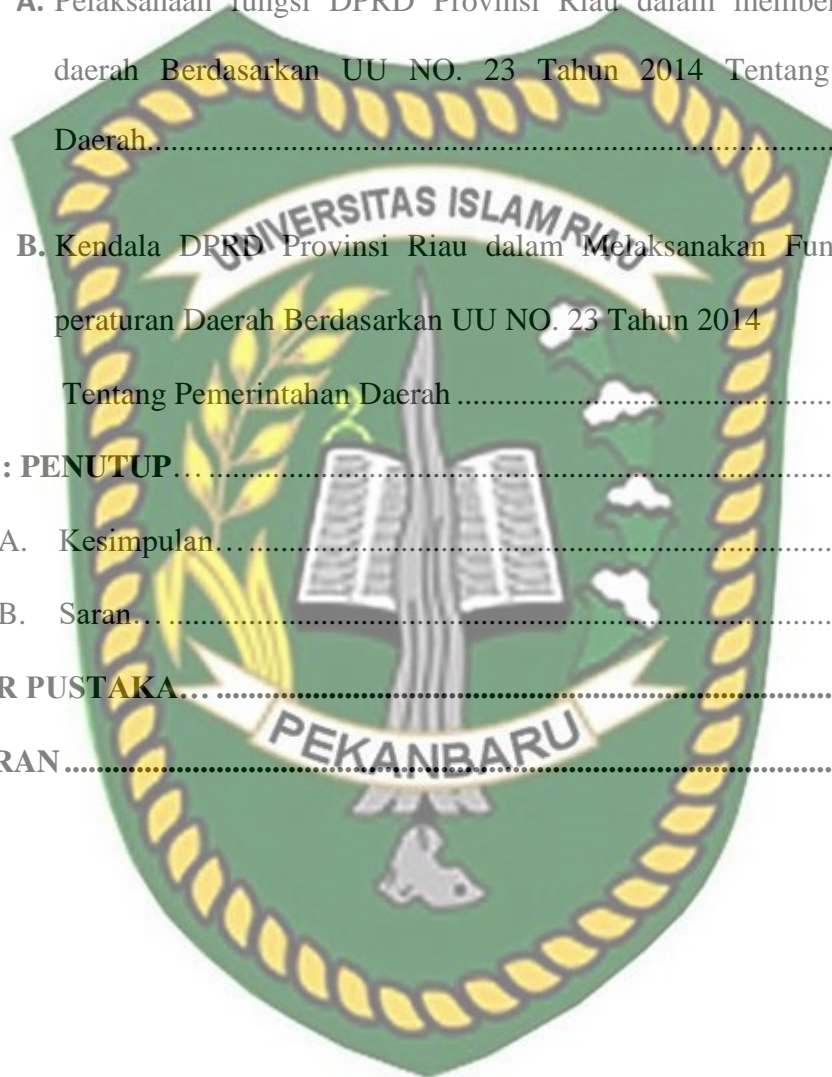 A. Pelaksanaan fungsi DPRD Provinsi Riau dalam
daerah Berdasarkan UU NO. 23 Tahun 2014 Tentang
Daerah......................................................................
UNIVERSITAS ISLAM RIAU
B. Kendala DPRD Provinsi Riau dalam Melaksanakan
peraturan Daerah Berdasarkan UU NO. 23 Tahun 2014
Tentang Pemerintahan Daerah ......................................
: PENUTUP… ...............................................................
A. Kesimpulan… ...........................................................
B. Saran… ....................................................................
R PUSTAKA… ..............................................................
PEKANBARU
RAN .............................................................................